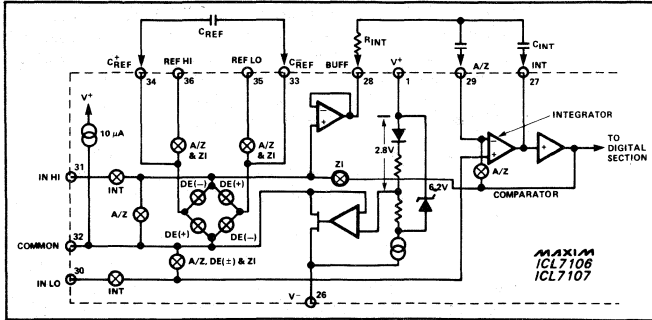 CREF
RINT
CINT
C+REF REF HI REF LO C-REF BUFF V+ A/Z INT
34 36 35 33 28 1 29 27
V+
10 μA
A/Z & ZI
A/Z & ZI
INTEGRATOR
2.8V
TO DIGITAL SECTION
31
IN HI
INT
ZI
A/Z
DE(−) DE(+)
6.2V
A/Z
COMPARATOR
DE(+) DE(−)
32
COMMON
A/Z, DE(±) & ZI
30
IN LO
INT
V− 26
MAXIM
ICL7106
ICL7107